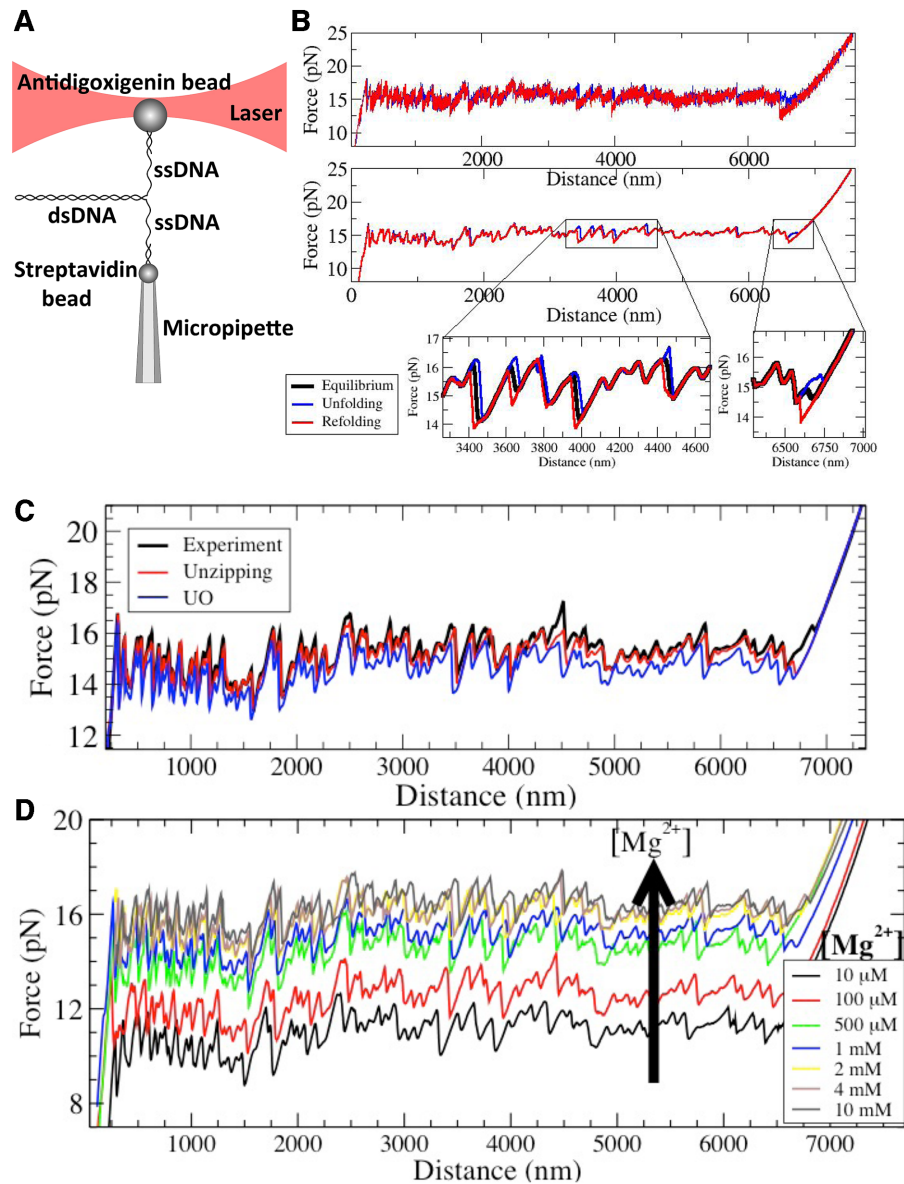 A
Antidigoxigenin bead
Laser
ssDNA
dsDNA
ssDNA
Streptavidin
bead
Micropipette
B
25
20
15
Force (pN)
2000
4000
6000
Distance (nm)
25
20
15
10
Force (pN)
0
2000
4000
6000
Distance (nm)
Equilibrium
Unfolding
Refolding
17
16
15
14
Force (pN)
3400
3600
3800
4000
4200
4400
4600
Distance (nm)
16
15
14
Force (pN)
6500
6750
7000
Distance (nm)
C
20
18
16
14
12
Force (pN)
Experiment
Unzipping
UO
1000
2000
3000
4000
5000
6000
7000
Distance (nm)
D
20
16
12
8
Force (pN)
[Mg2+]
[Mg2+]
10 μM
100 μM
500 μM
1 mM
2 mM
4 mM
10 mM
1000
2000
3000
4000
5000
6000
7000
Distance (nm)